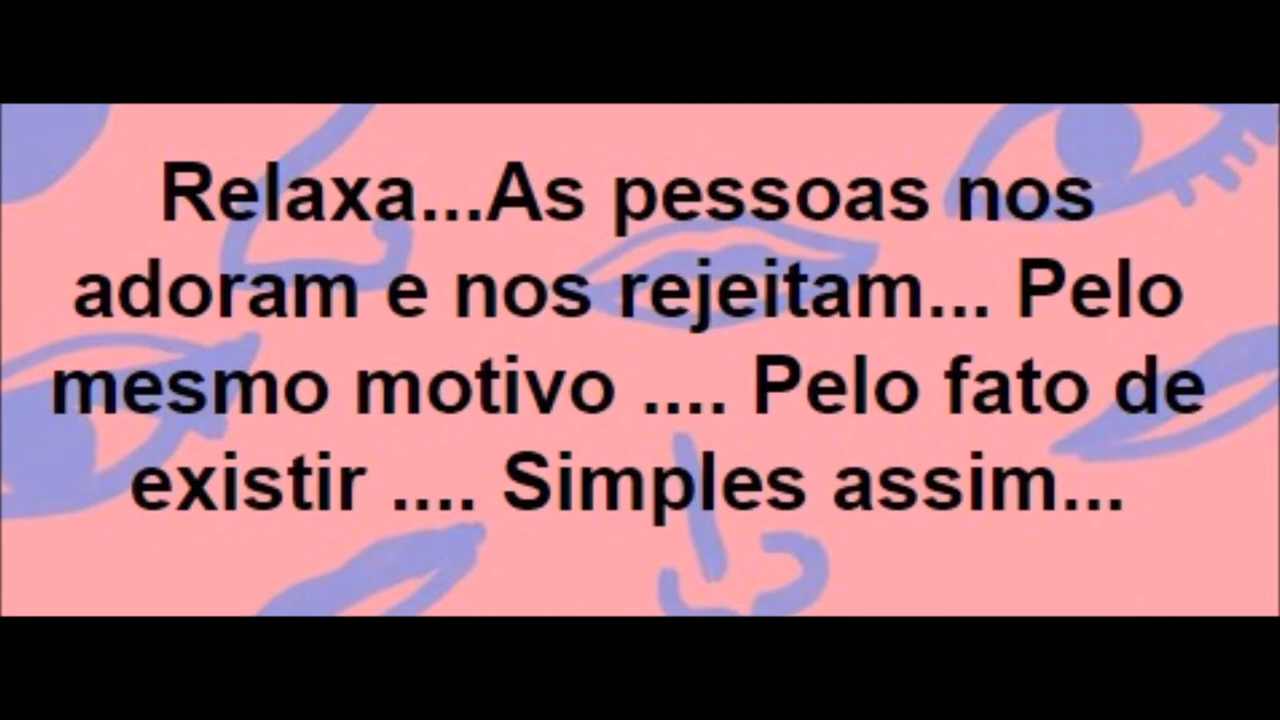 Relaxa...As pessoas nos
adoram e nos rejeitam... Pelo
mesmo motivo .... Pelo fato de
existir .... Simples assim...